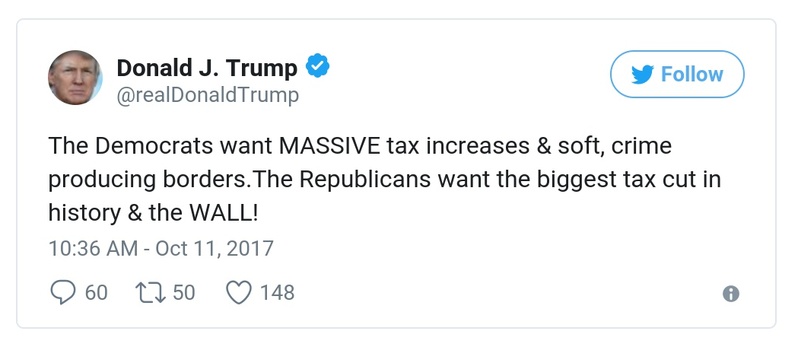 Donald J. Trump
@realDonaldTrump
Follow
The Democrats want MASSIVE tax increases & soft, crime
producing borders.The Republicans want the biggest tax cut in
history & the WALL!
10:36 AM - Oct 11, 2017
60 50 148